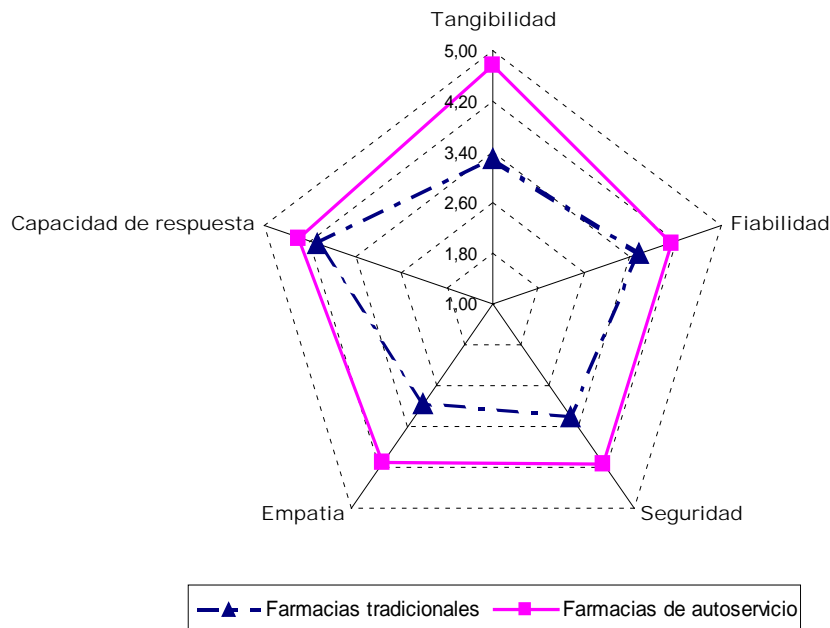 Tangibilidad
5,00
4,20
3,40
Capacidad de respuesta
Fiabilidad
2,60
1,80
1,00
Empatia
Seguridad
Farmacias tradicionales
Farmacias de autoservicio